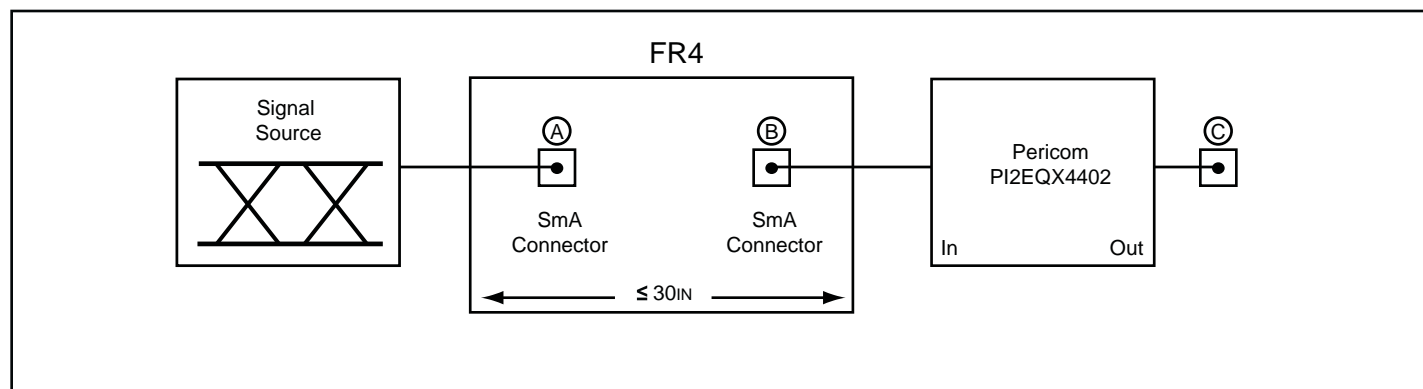 FR4
Signal
Source
A
B
C
Pericom
PI2EQX4402
SmA
Connector
SmA
Connector
In
Out
≤ 30IN